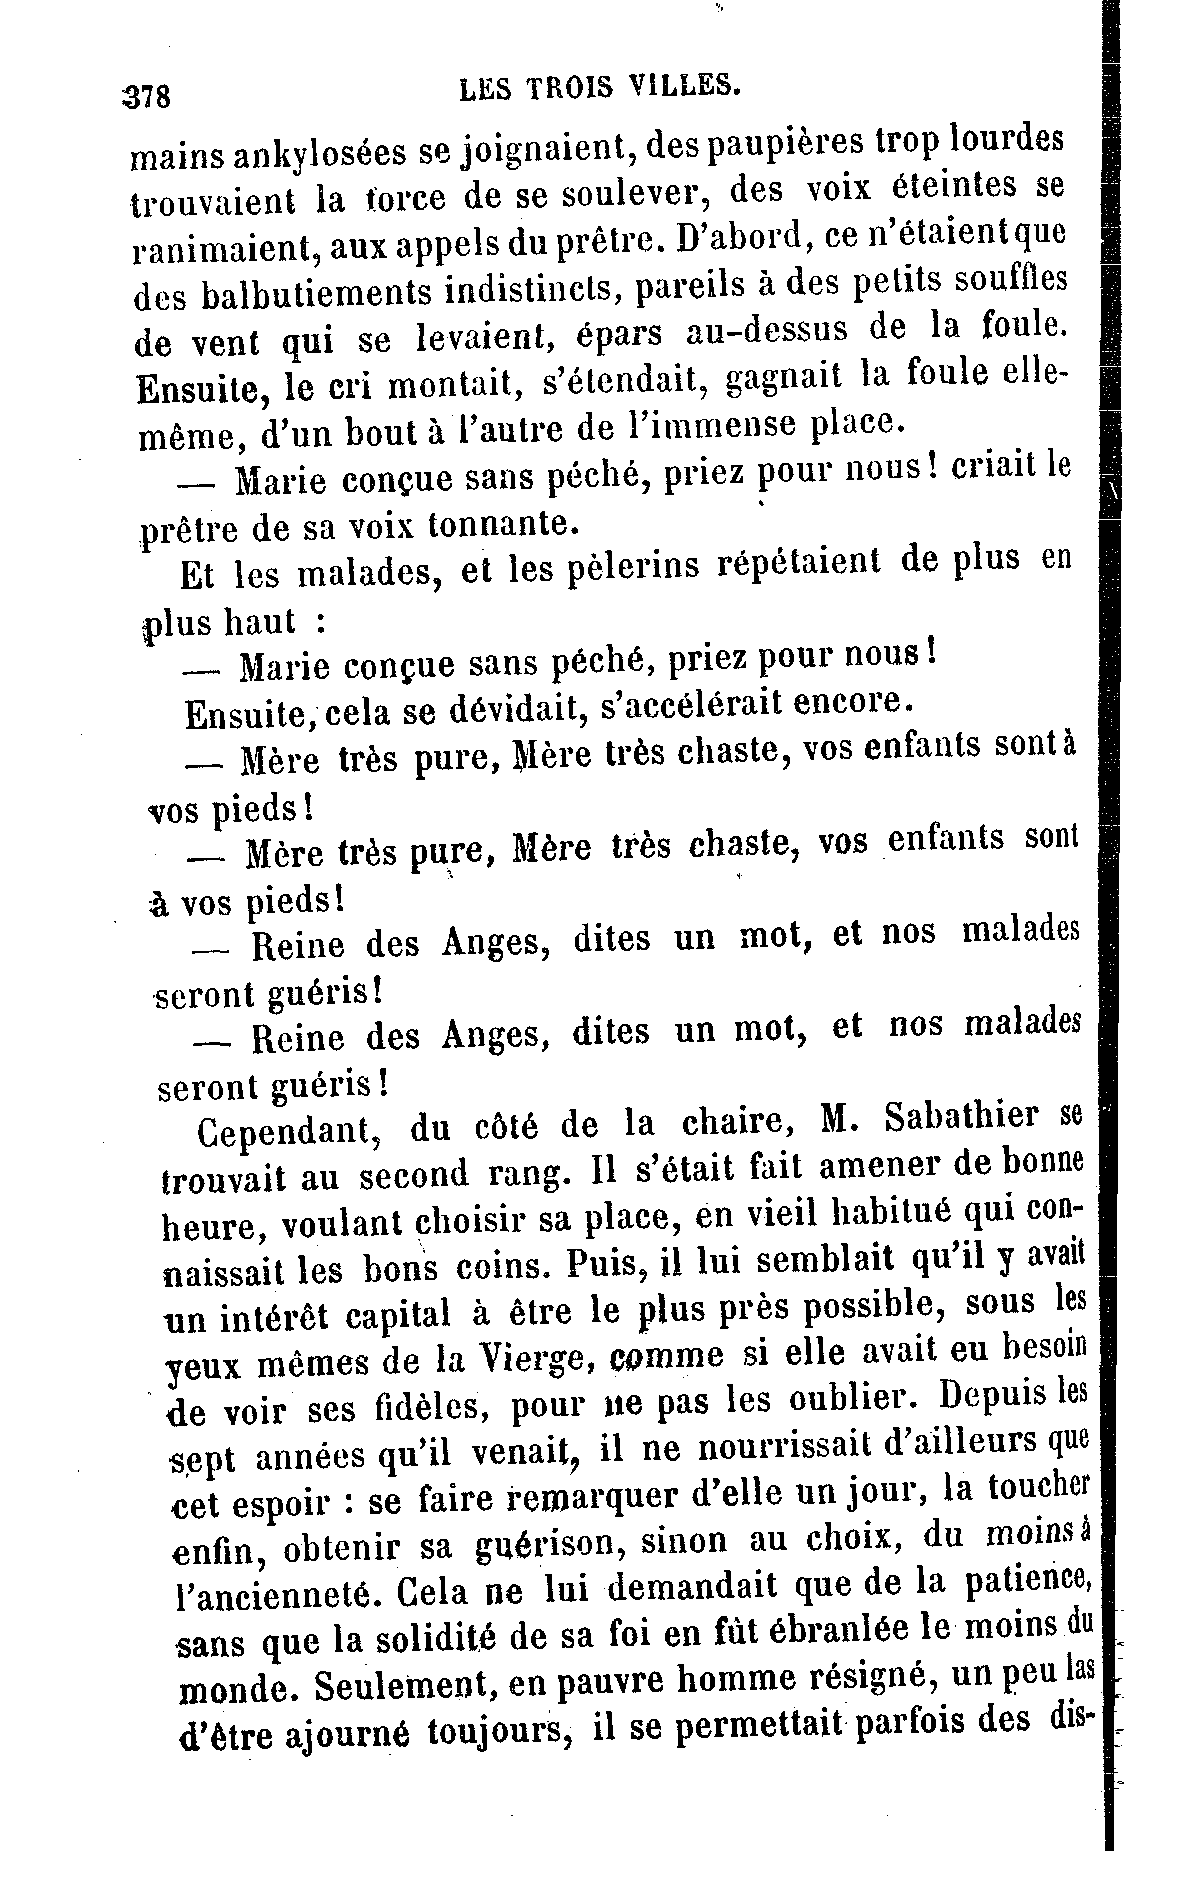 378 LES TROIS VILLES.
mains ankylosées se joignaient, des paupières trop lourdes
trouvaient la force de se soulever, des voix éteintes se
ranimaient, aux appels du prêtre. D'abord, ce n'étaient que
des balbutiements indistincts, pareils à des petits souffles
de vent qui se levaient, épars au-dessus de la foule.
Ensuite, le cri montait, s'étendait, gagnait la foule elle-
même, d'un bout à l'autre de l'immense place.
— Marie conçue sans péché, priez pour nous! criait le
prêtre de sa voix tonnante.
Et les malades, et les pèlerins répétaient de plus en
plus haut :
— Marie conçue sans péché, priez pour nous!
Ensuite, cela se dévidait, s'accélérait encore.
— Mère très pure, Mère très chaste, vos enfants sont à
vos pieds!
— Mère très pure, Mère très chaste, vos enfants sont
à vos pieds!
— Reine des Anges, dites un mot, et nos malades
seront guéris!
— Reine des Anges, dites un mot, et nos malades
seront guéris!
Cependant, du côté de la chaire, M. Sabathier se
trouvait au second rang. Il s'était fait amener de bonne
heure, voulant choisir sa place, en vieil habitué qui con-
naissait les bons coins. Puis, il lui semblait qu'il y avait
un intérêt capital à être le plus près possible, sous les
yeux mêmes de la Vierge, comme si elle avait eu besoin
de voir ses fidèles, pour ne pas les oublier. Depuis les
sept années qu'il venait, il ne nourrissait d'ailleurs que
cet espoir : se faire remarquer d'elle un jour, la toucher
enfin, obtenir sa guérison, sinon au choix, du moins à
l'ancienneté. Cela ne lui demandait que de la patience,
sans que la solidité de sa foi en fût ébranlée le moins du
monde. Seulement, en pauvre homme résigné, un peu las
d'être ajourné toujours, il se permettait parfois des dis-